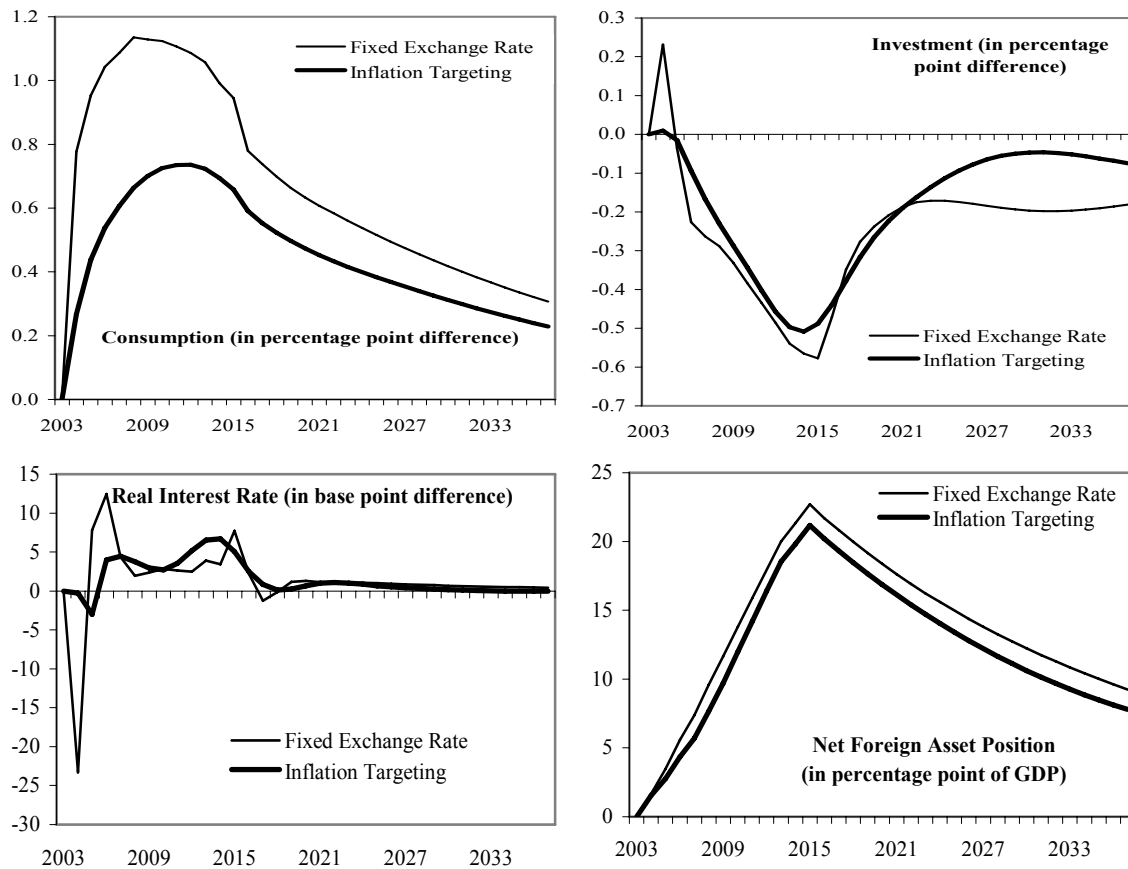 1.2
1.0
0.8
0.6
0.4
0.2
0.0
Fixed Exchange Rate
Inflation Targeting
Consumption (in percentage point difference)
2003 2009 2015 2021 2027 2033
0.3
0.2
0.1
0.0
-0.1
-0.2
-0.3
-0.4
-0.5
-0.6
-0.7
Investment (in percentage
point difference)
Fixed Exchange Rate
Inflation Targeting
2003 2009 2015 2021 2027 2033
15
10
5
0
-5
-10
-15
-20
-25
-30
Real Interest Rate (in base point difference)
Fixed Exchange Rate
Inflation Targeting
2003 2009 2015 2021 2027 2033
25
20
15
10
5
0
Fixed Exchange Rate
Inflation Targeting
Net Foreign Asset Position
(in percentage point of GDP)
2003 2009 2015 2021 2027 2033